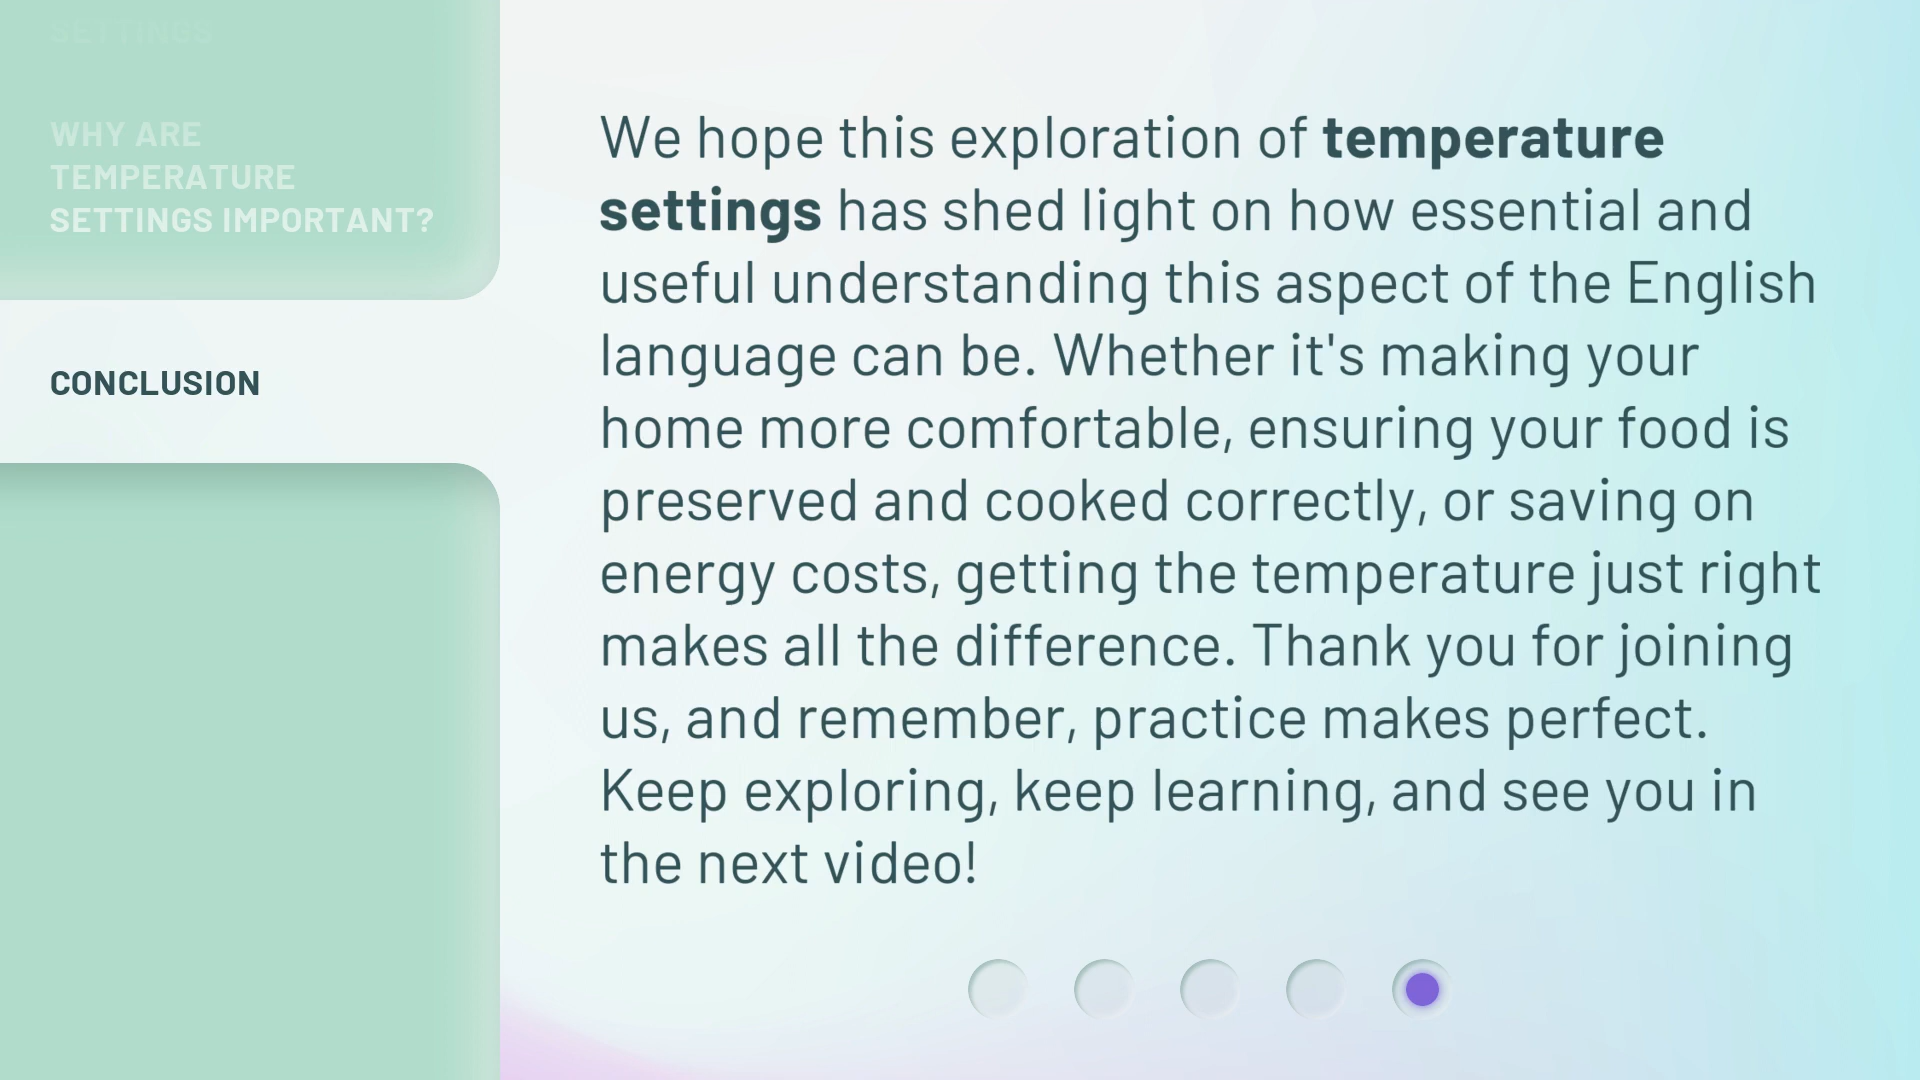 SETTINGS
WHY ARE
TEMPERATURE
SETTINGS IMPORTANT?
CONCLUSION
We hope this exploration of temperature
settings has shed light on how essential and
useful understanding this aspect of the English
language can be. Whether it's making your
home more comfortable, ensuring your food is
preserved and cooked correctly, or saving on
energy costs, getting the temperature just right
makes all the difference. Thank you for joining
us, and remember, practice makes perfect.
Keep exploring, keep learning, and see you in
the next video!